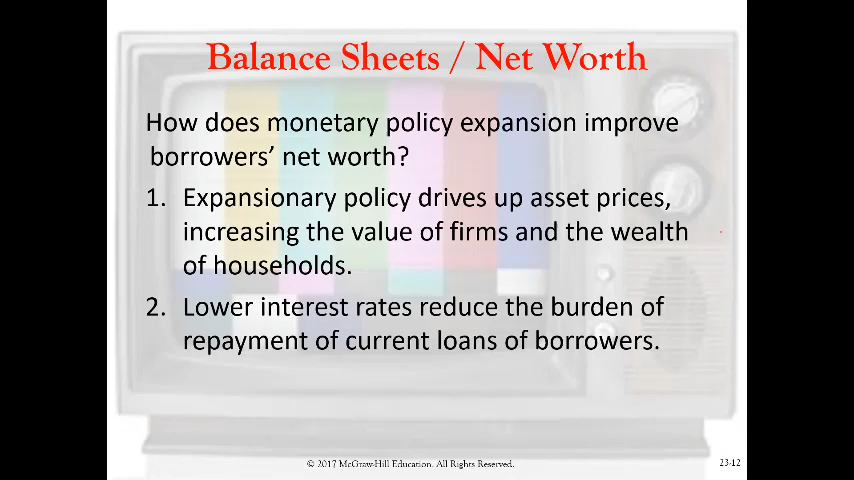 Balance Sheets / Net Worth
How does monetary policy expansion improve
borrowers’ net worth?
1. Expansionary policy drives up asset prices,
increasing the value of firms and the wealth
of households.
2. Lower interest rates reduce the burden of
repayment of current loans of borrowers.
© 2017 McGraw-Hill Education. All Rights Reserved.
23-12